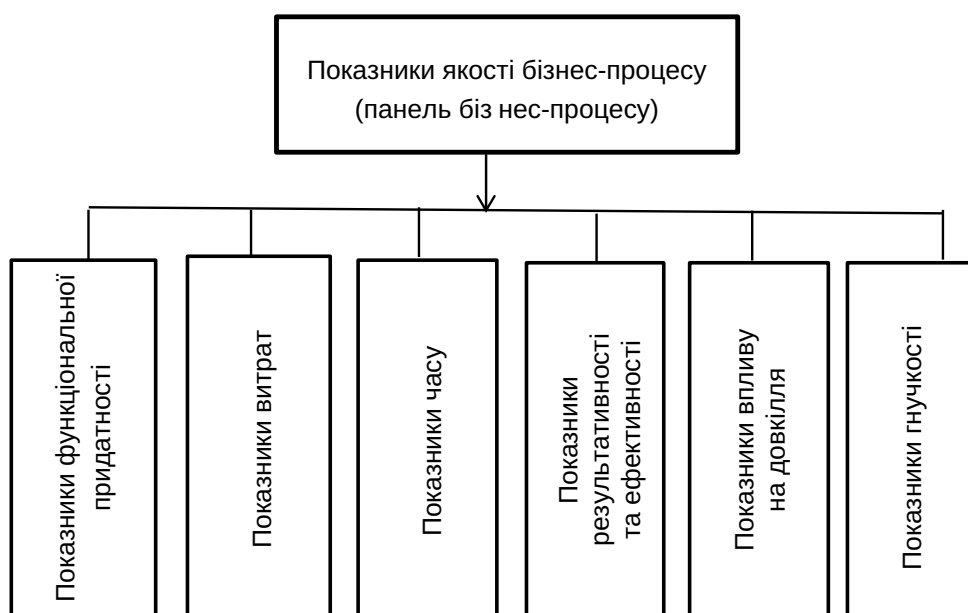 Показники якості бізнес-процесу
(панель біз нес-процесу)
Показники функціональної
придатності
Показники витрат
Показники часу
Показники
результативності
та ефективності
Показники впливу
на довкілля
Показники гнучкості